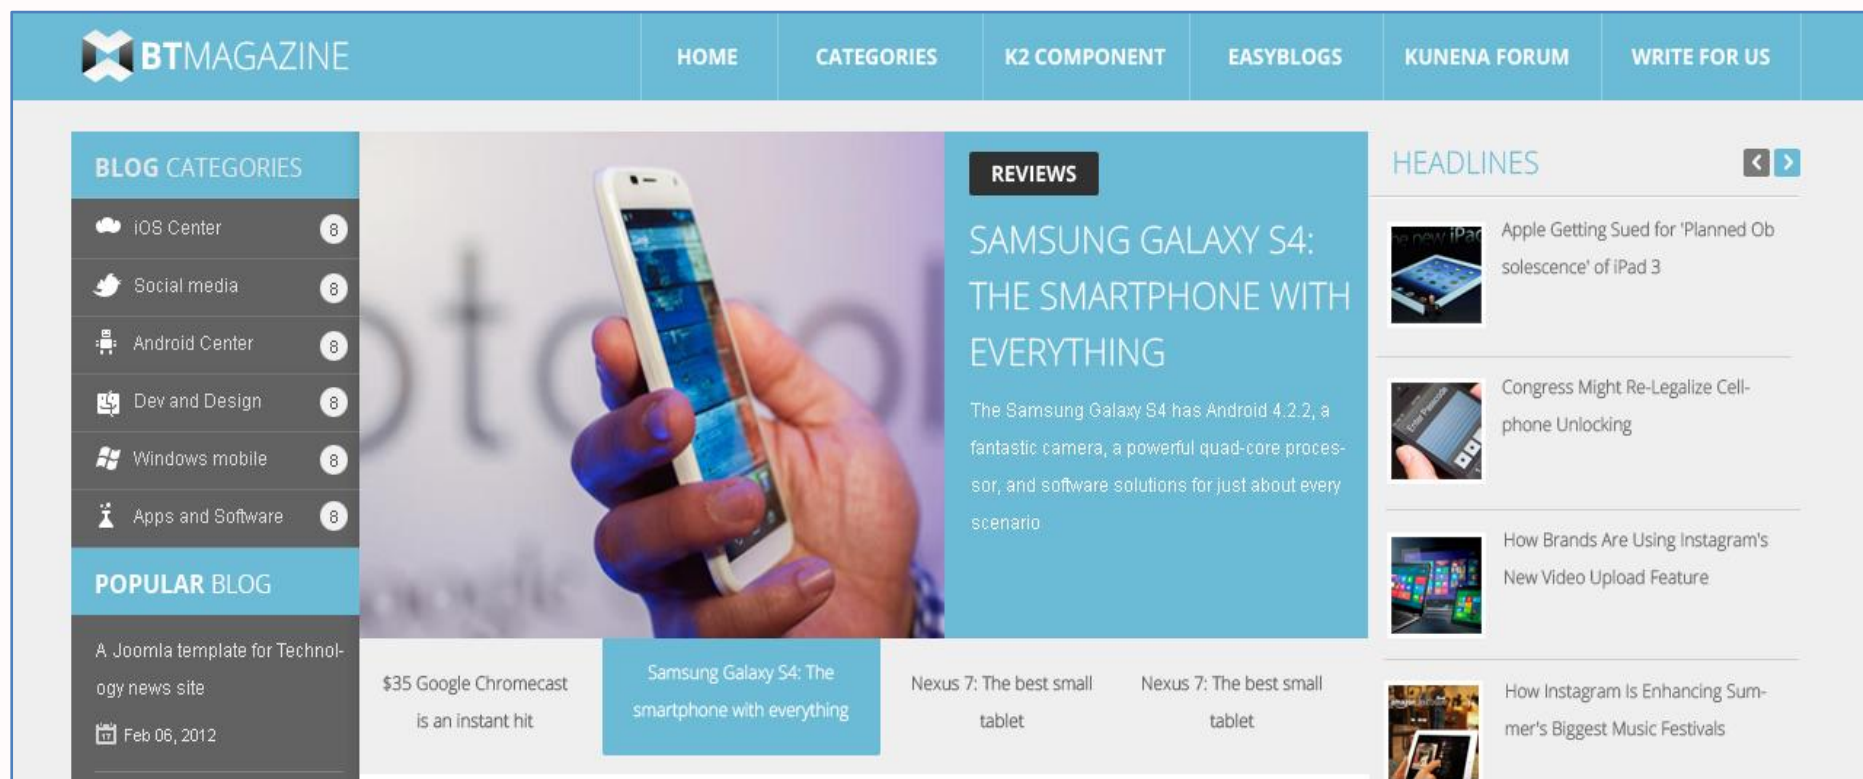 BTMAGAZINE
HOME
CATEGORIES
K2 COMPONENT
EASYBLOGS
KUNENA FORUM
WRITE FOR US
BLOG CATEGORIES
iOS Center 8
Social media 8
Android Center 8
Dev and Design 8
Windows mobile 8
Apps and Software 8
POPULAR BLOG
A Joomla template for Technol-
ogy news site
17 Feb 06, 2012
REVIEWS
SAMSUNG GALAXY S4:
THE SMARTPHONE WITH
EVERYTHING
The Samsung Galaxy S4 has Android 4.2.2, a
fantastic camera, a powerful quad-core proces-
sor, and software solutions for just about every
scenario
$35 Google Chromecast
is an instant hit
Samsung Galaxy S4: The
smartphone with everything
Nexus 7: The best small
tablet
Nexus 7: The best small
tablet
HEADLINES
new iPad
Apple Getting Sued for 'Planned Ob
solescence' of iPad 3
Enter Passcode
Congress Might Re-Legalize Cell-
phone Unlocking
How Brands Are Using Instagram's
New Video Upload Feature
How Instagram Is Enhancing Sum-
mer's Biggest Music Festivals